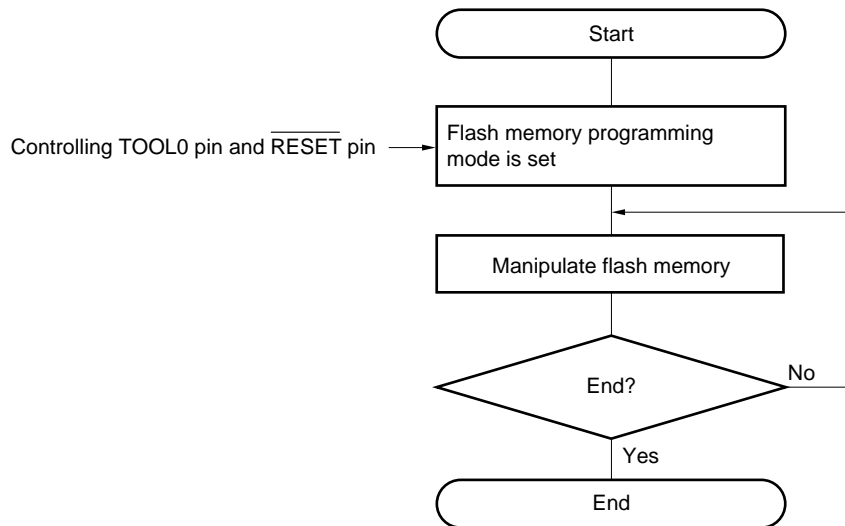 Start
Controlling TOOL0 pin and RESET pin
Flash memory programming
mode is set
Manipulate flash memory
End?
No
Yes
End